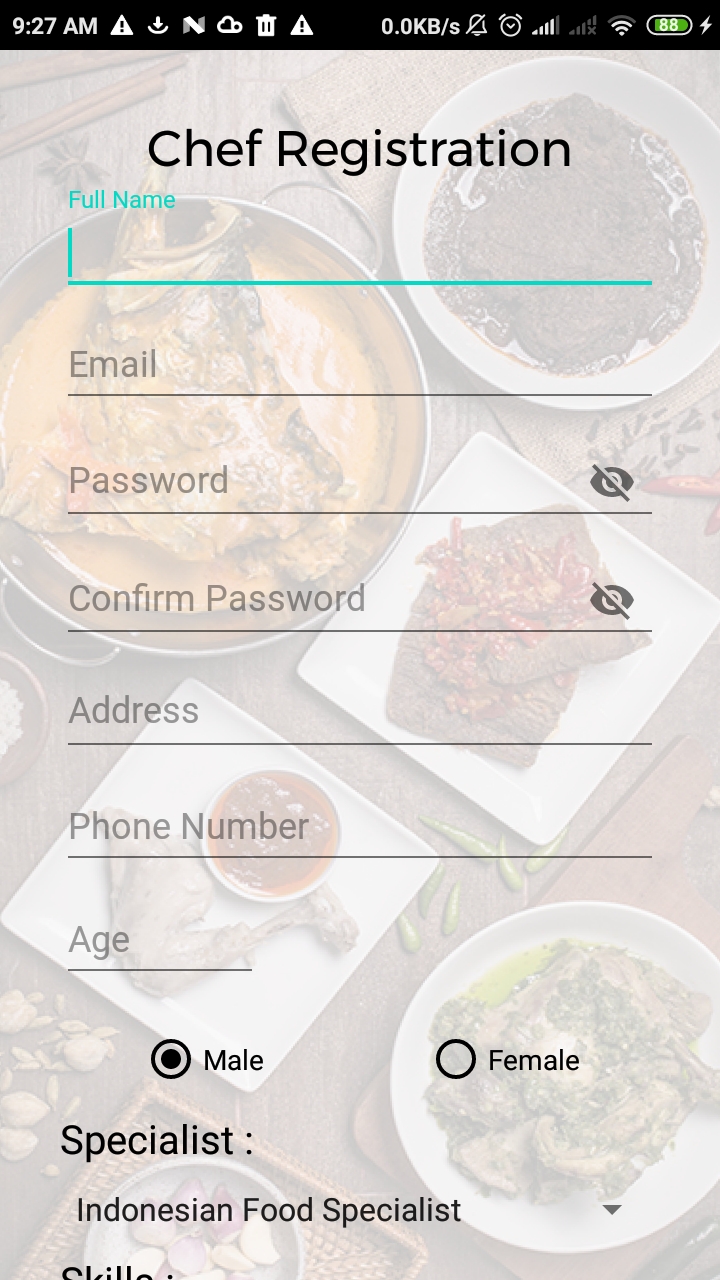 9:27 AM 0.0KB/s 88
Chef Registration
Full Name
Email
Password
Confirm Password
Address
Phone Number
Age
Male Female
Specialist :
Indonesian Food Specialist
Skills :